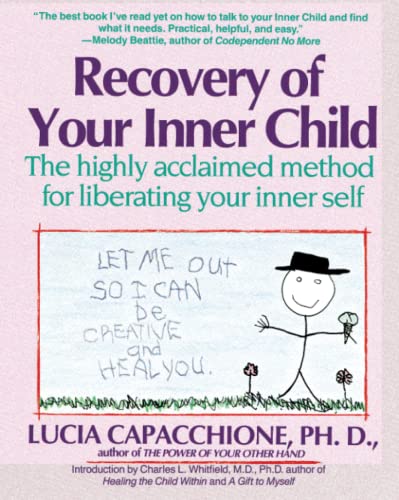 "The best book I've read yet on how to talk to your Inner Child and find
what it needs. Practical, helpful, and easy."
—Melody Beattie, author of Codependent No More
Recovery of
Your Inner Child
The highly acclaimed method
for liberating your inner self
LET ME OUt
SO I CAN
be
CREATIVE
and
HEAL YOU.
LUCIA CAPACCHIONE, PH. D.,
author of THE POWER OF YOUR OTHER HAND
Introduction by Charles L. Whitfield, M.D., Ph.D. author of
Healing the Child Within and A Gift to Myself